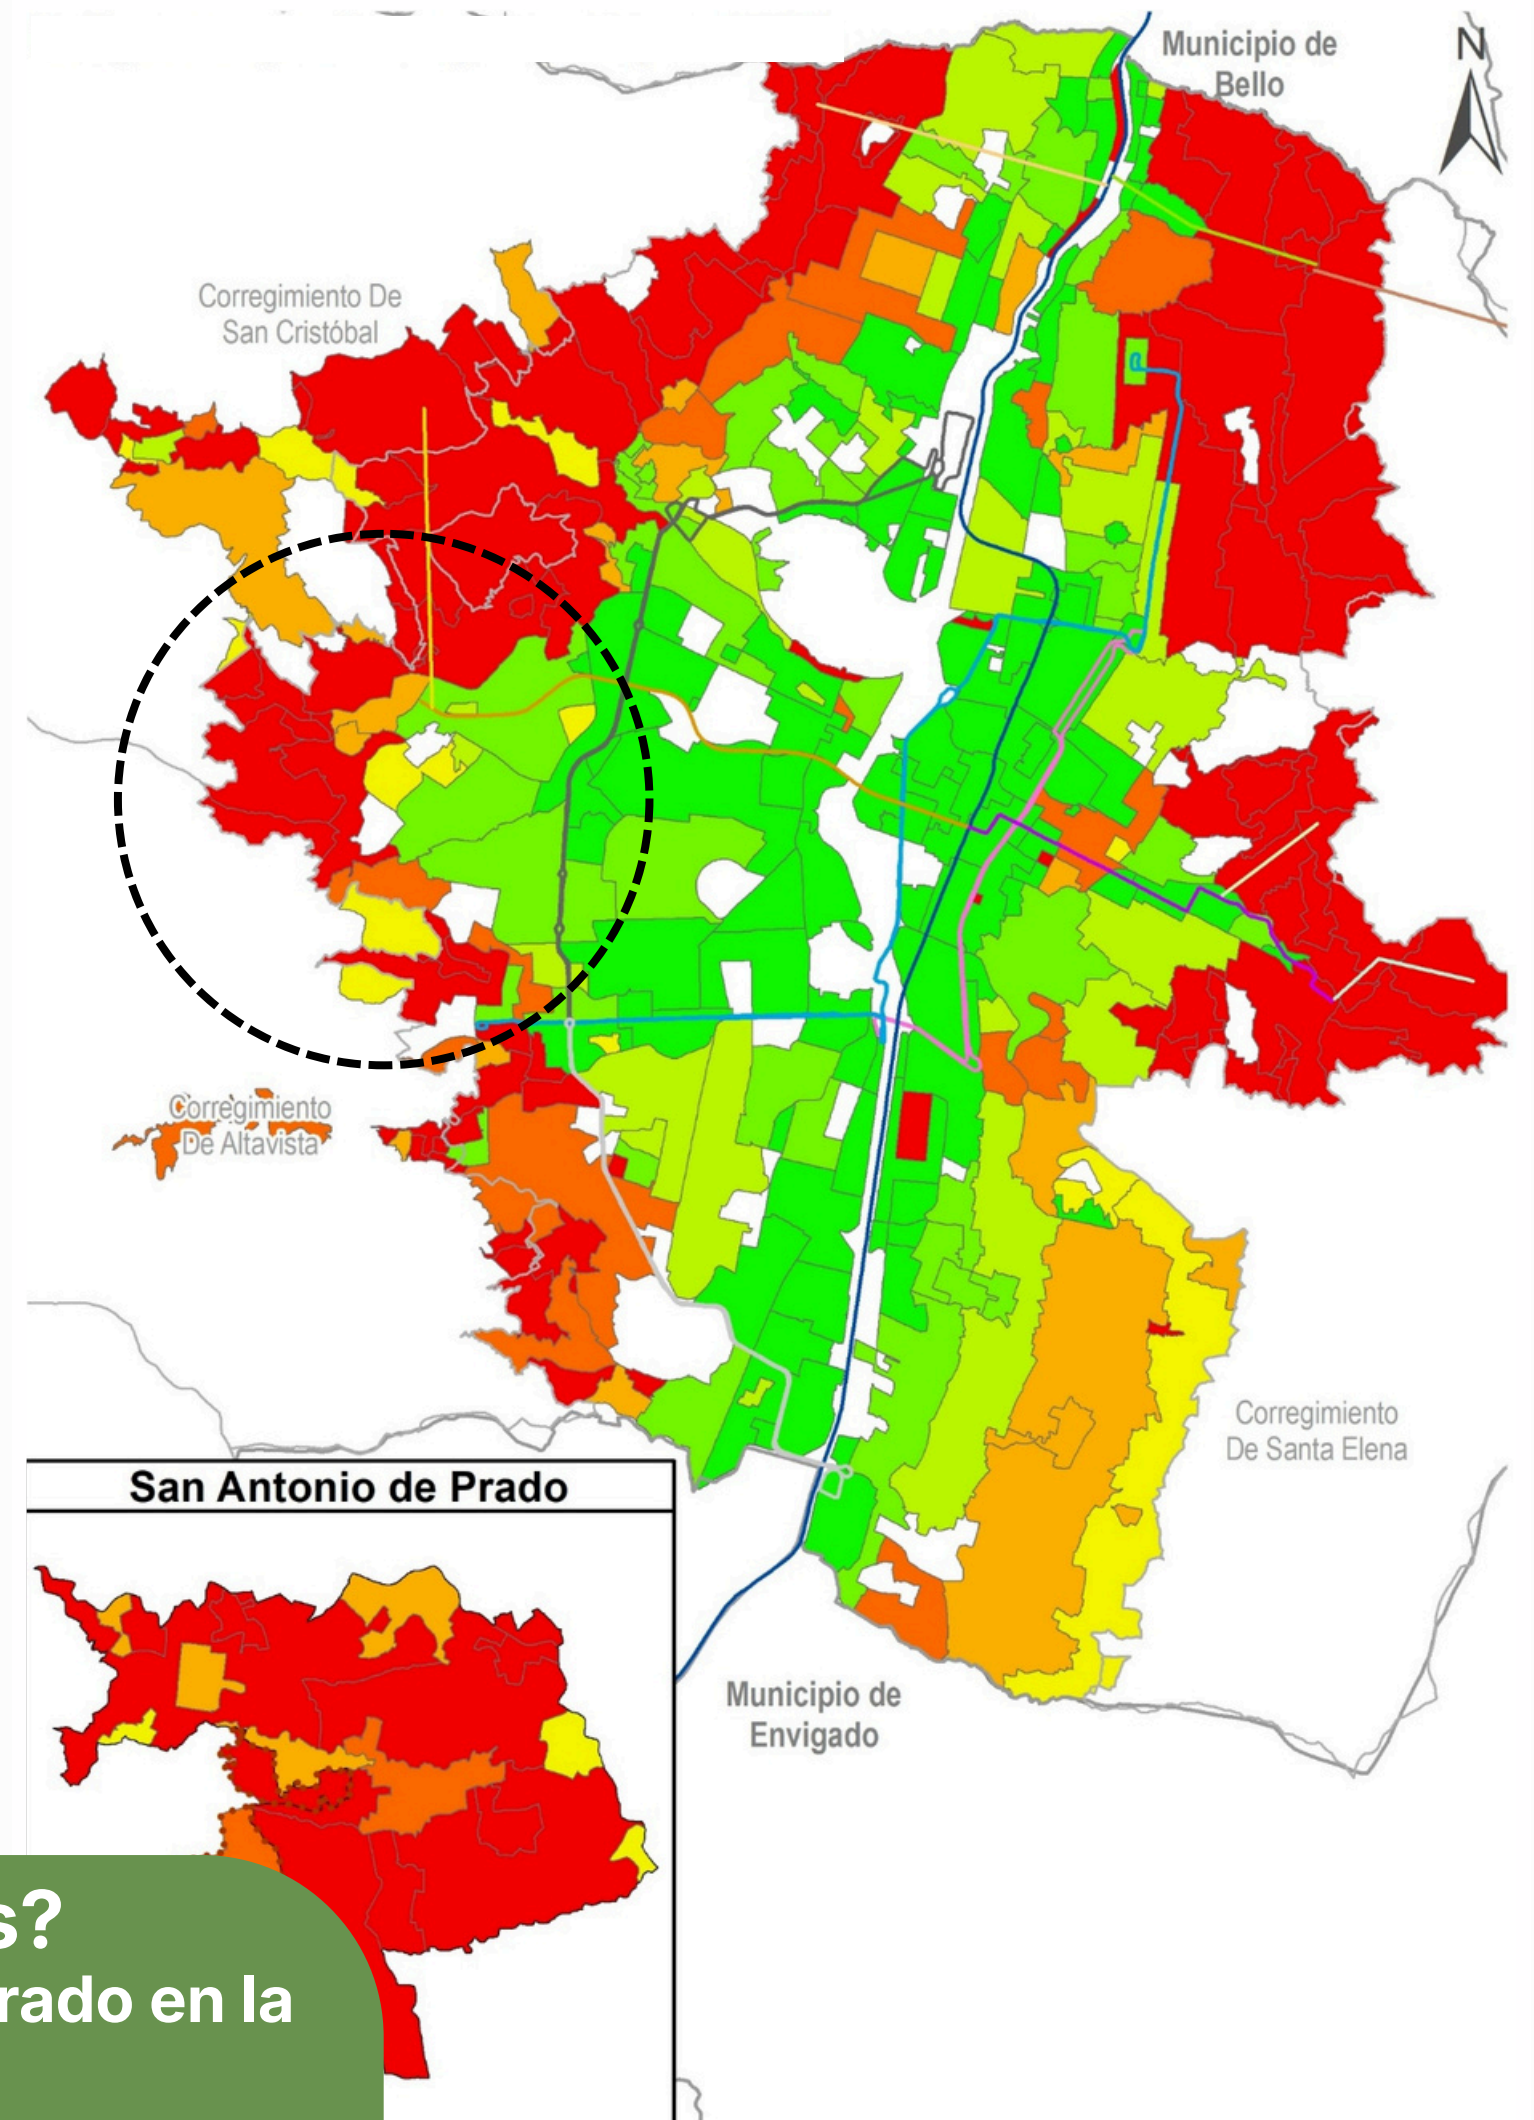 Municipio de
Bello
N
Corregimiento De
San Cristóbal
Corregimiento
De Altavista
Corregimiento
De Santa Elena
San Antonio de Prado
Municipio de
Envigado
s?
rado en la